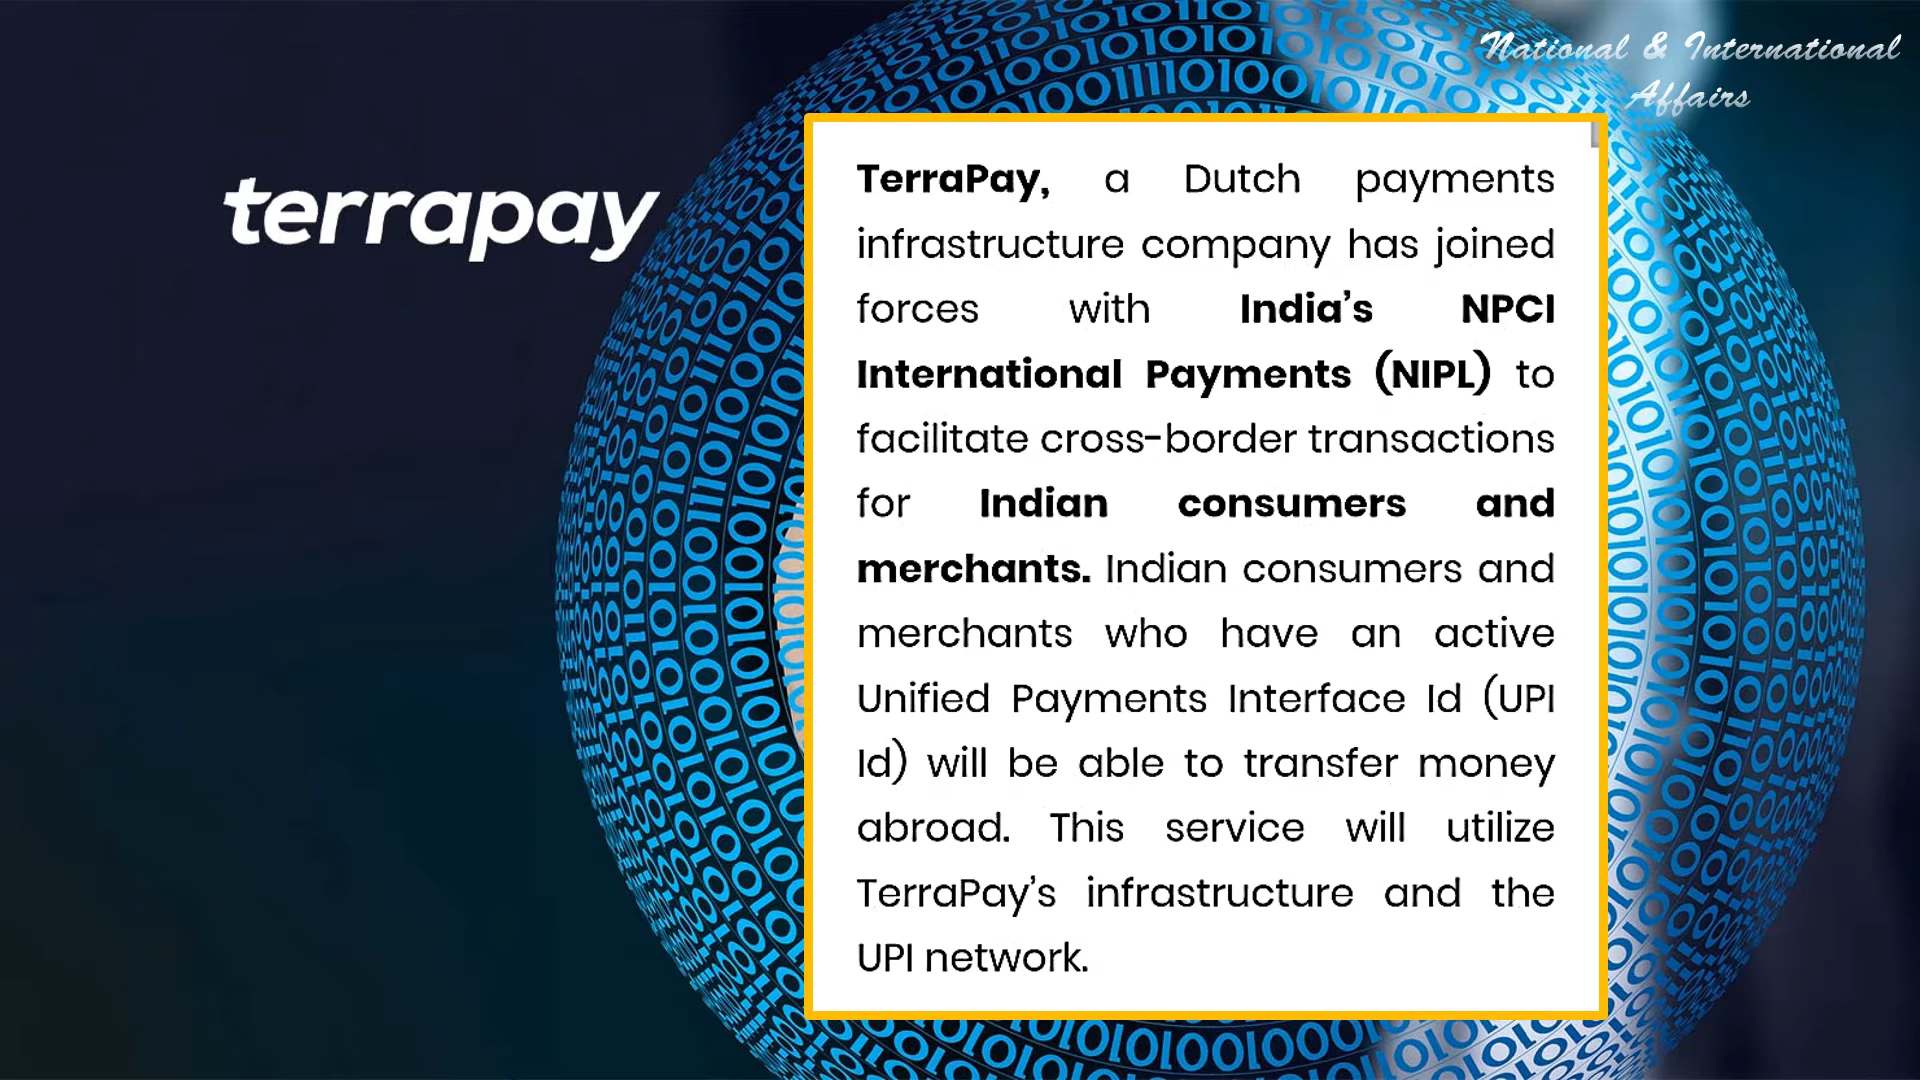 National & International
Affairs
terrapay
TerraPay, a Dutch payments
infrastructure company has joined
forces with India’s NPCI
International Payments (NIPL) to
facilitate cross-border transactions
for Indian consumers and
merchants. Indian consumers and
merchants who have an active
Unified Payments Interface Id (UPI
Id) will be able to transfer money
abroad. This service will utilize
TerraPay’s infrastructure and the
UPI network.